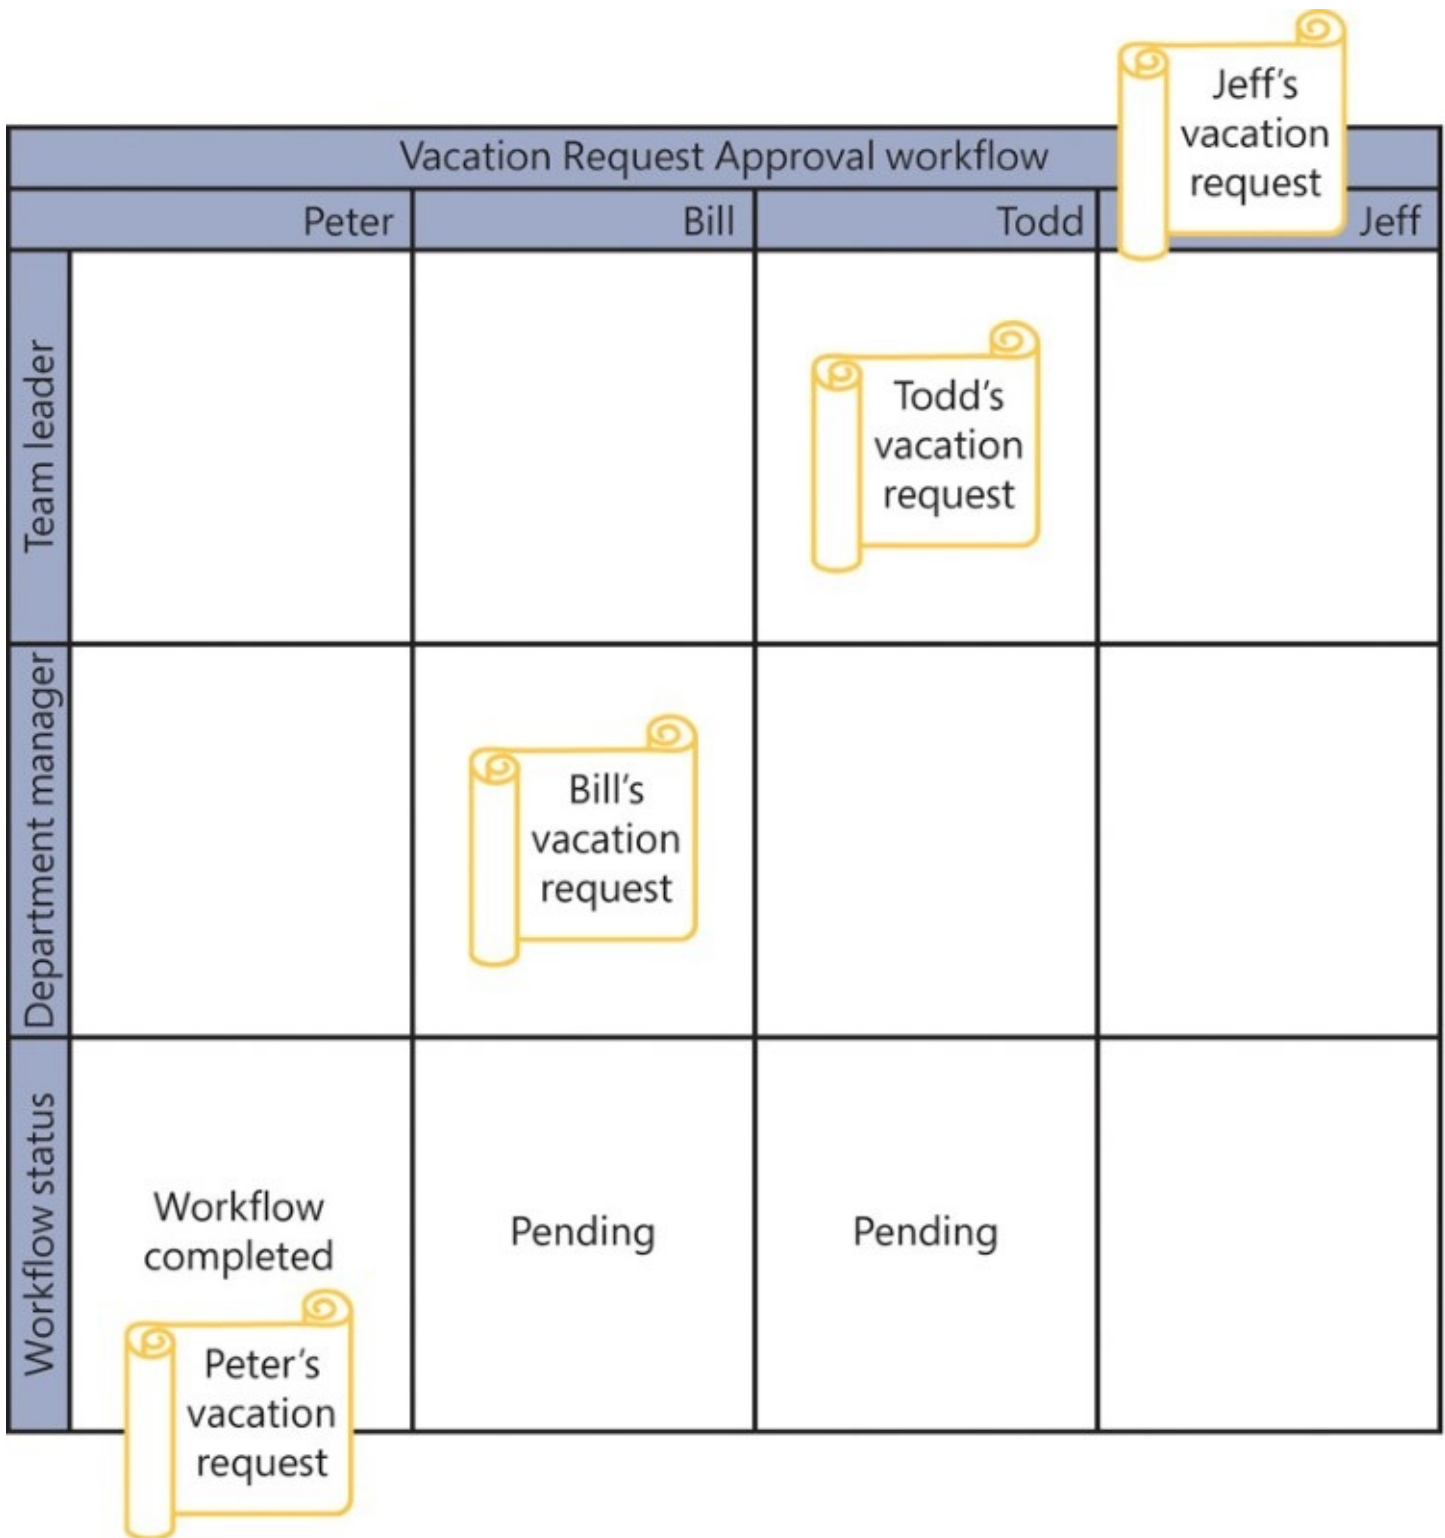 Jeff's
vacation
request
Vacation Request Approval workflow
Peter
Bill
Todd
Jeff
Team leader
Todd's
vacation
request
Department manager
Bill's
vacation
request
Workflow status
Workflow
completed
Pending
Pending
Peter's
vacation
request